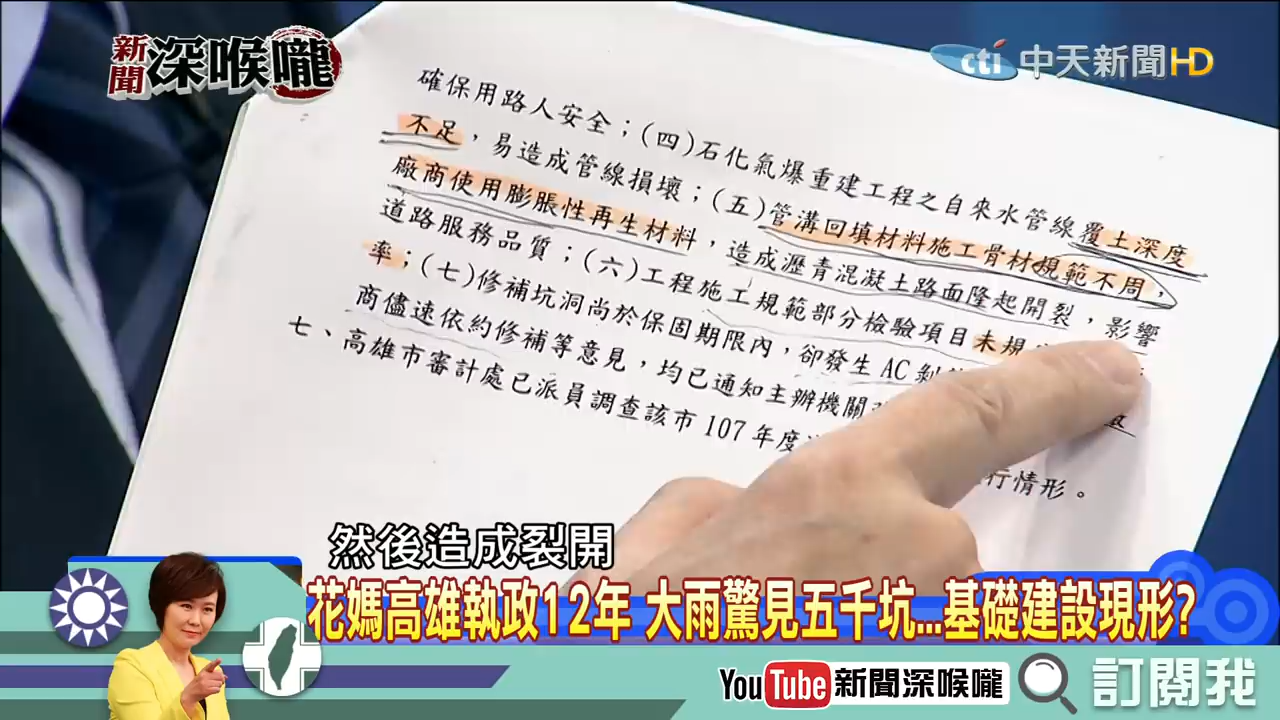 新聞深喉嚨
cti 中天新聞HD
確保用路人安全；(四)石化氣爆重建工程之自來水管線覆土深度
不足，易造成管線損壞；(五)管溝回填材料施工骨材規範不周，
廠商使用膨脹性再生材料，造成瀝青混凝土路面隆起開裂，影響
道路服務品質；(六)工程施工規範部分檢驗項目未規
率；(七)修補坑洞尚於保固期限內，卻發生AC剝
商儘速依約修補等意見，均已通知主辦機關
七、高雄市審計處已派員調查該市107年度 行情形。
然後造成裂開
花媽高雄執政12年 大雨驚見五千坑...基礎建設現形?
YouTube 新聞深喉嚨 訂閱我